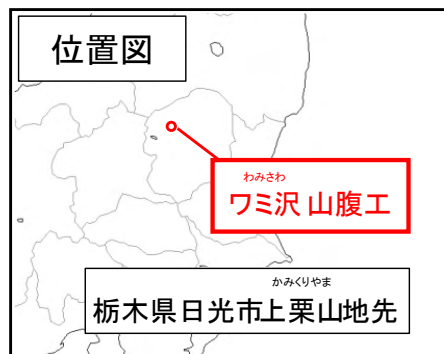 位置図
わみさわ
ワミ沢 山腹工
かみくりやま
栃木県日光市上栗山地先